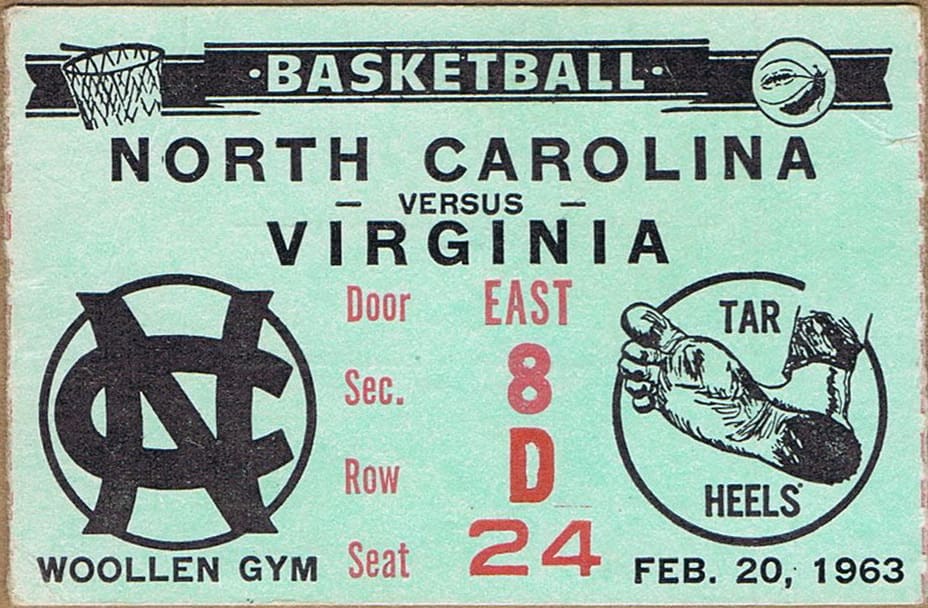 ·BASKETBALL·
NORTH CAROLINA
– VERSUS –
VIRGINIA
Door EAST
Sec. 8
Row D
Seat 24
NC
WOOLLEN GYM
TAR
HEELS
FEB. 20, 1963